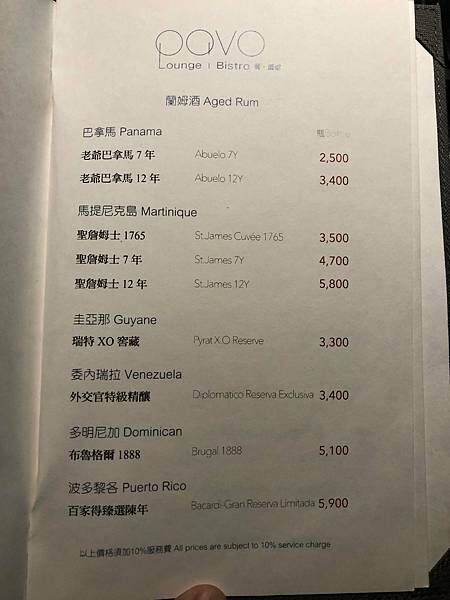 pavo
Lounge | Bistro 餐・酒館
蘭姆酒 Aged Rum
巴拿馬 Panama 瓶Bottle
老爺巴拿馬 7 年 Abuelo 7Y 2,500
老爺巴拿馬 12 年 Abuelo 12Y 3,400
馬提尼克島 Martinique
聖詹姆士 1765 St.James Cuvée 1765 3,500
聖詹姆士 7 年 St.James 7Y 4,700
聖詹姆士 12 年 St.James 12Y 5,800
圭亞那 Guyane
瑞特 XO 窖藏 Pyrat X.O Reserve 3,300
委內瑞拉 Venezuela
外交官特級精釀 Diplomatico Reserva Exclusiva 3,400
多明尼加 Dominican
布魯格爾 1888 Brugal 1888 5,100
波多黎各 Puerto Rico
百家得臻選陳年 Bacardi-Gran Reserva Limitada 5,900
以上價格須加10%服務費 All prices are subject to 10% service charge